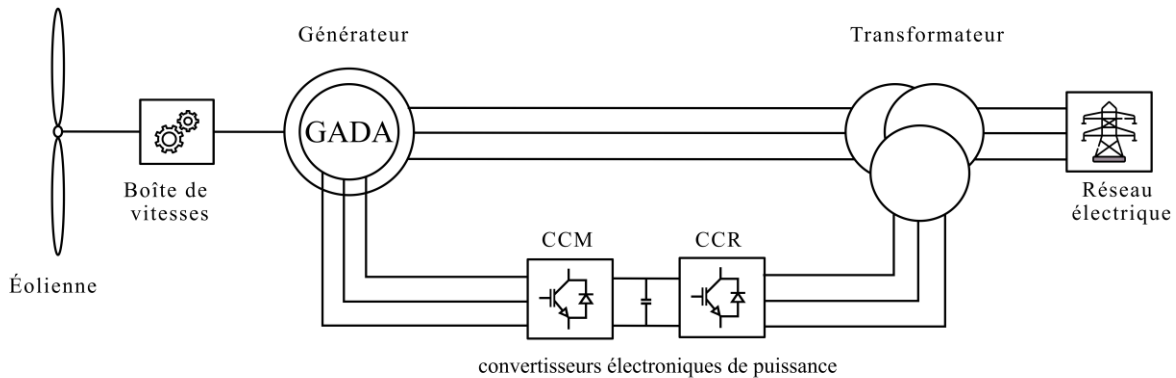 Générateur
Transformateur
GADA
Boîte de
vitesses
Réseau
électrique
CCM
CCR
Éolienne
convertisseurs électroniques de puissance